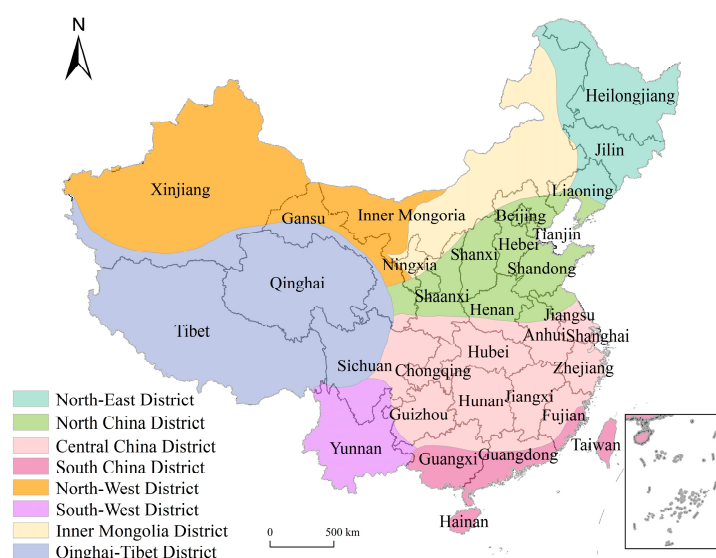 N
Heilongjiang
Jilin
Liaoning
Xinjiang
Gansu
Inner Mongoria
Beijing
Tianjin
Hebei
Shanxi
Ningxia
Shandong
Qinghai
Shaanxi
Henan
Jiangsu
Tibet
Anhui
Shanghai
Hubei
Sichuan
Chongqing
Zhejiang
Hunan
Jiangxi
Guizhou
Fujian
Yunnan
Taiwan
Guangxi
Guangdong
Hainan
North-East District
North China District
Central China District
South China District
North-West District
South-West District
Inner Mongolia District
Qinghai-Tibet District
0
500 km